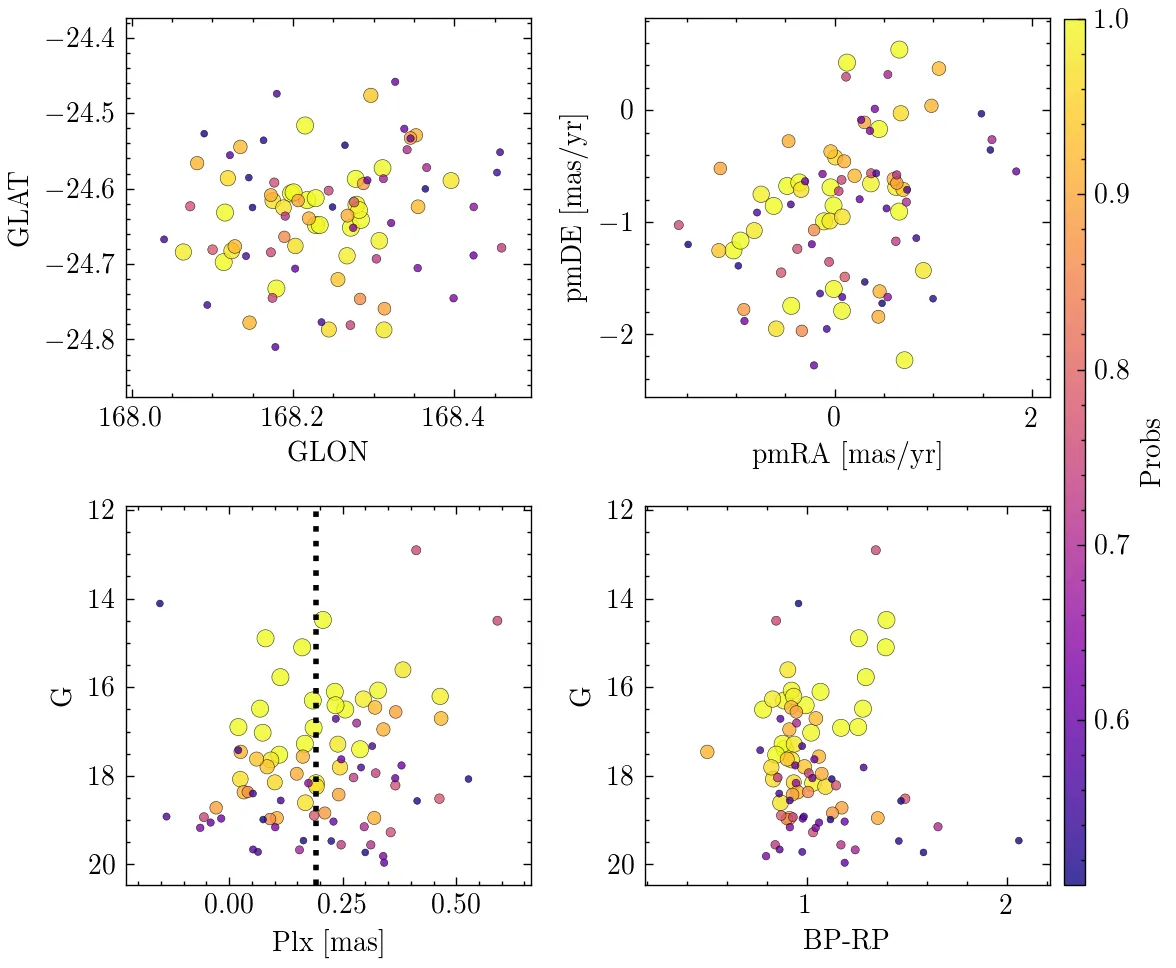 −24.4
−24.5
−24.6
−24.7
−24.8
GLAT
168.0 168.2 168.4
GLON
0
−1
−2
pmDE [mas/yr]
0 2
pmRA [mas/yr]
12
14
16
18
20
G
0.00 0.25 0.50
Plx [mas]
12
14
16
18
20
G
1 2
BP-RP
1.0
0.9
0.8
0.7
0.6
Probs